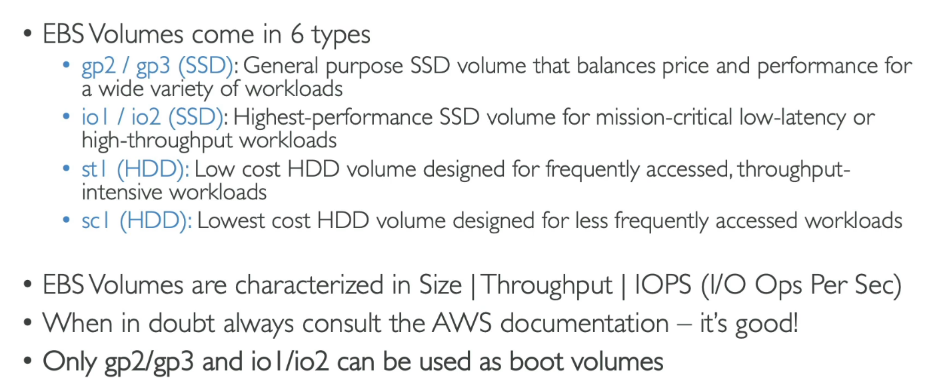 • EBS Volumes come in 6 types
• gp2 / gp3 (SSD): General purpose SSD volume that balances price and performance for
a wide variety of workloads
• io1 / io2 (SSD): Highest-performance SSD volume for mission-critical low-latency or
high-throughput workloads
• st1 (HDD): Low cost HDD volume designed for frequently accessed, throughput-
intensive workloads
• sc1 (HDD): Lowest cost HDD volume designed for less frequently accessed workloads
• EBS Volumes are characterized in Size | Throughput | IOPS (I/O Ops Per Sec)
• When in doubt always consult the AWS documentation – it's good!
• Only gp2/gp3 and io1/io2 can be used as boot volumes